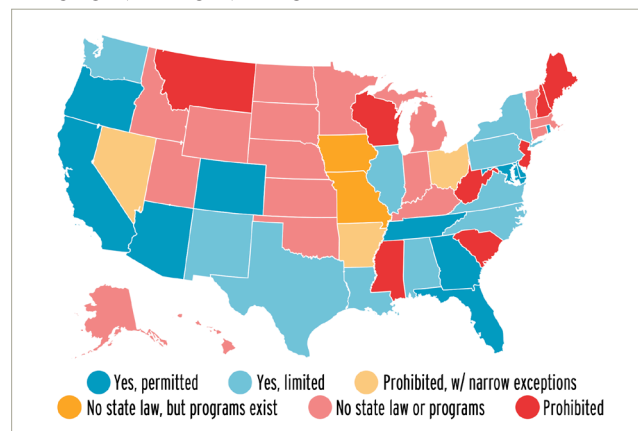 Yes, permitted Yes, limited Prohibited, w/ narrow exceptions
No state law, but programs exist No state law or programs Prohibited